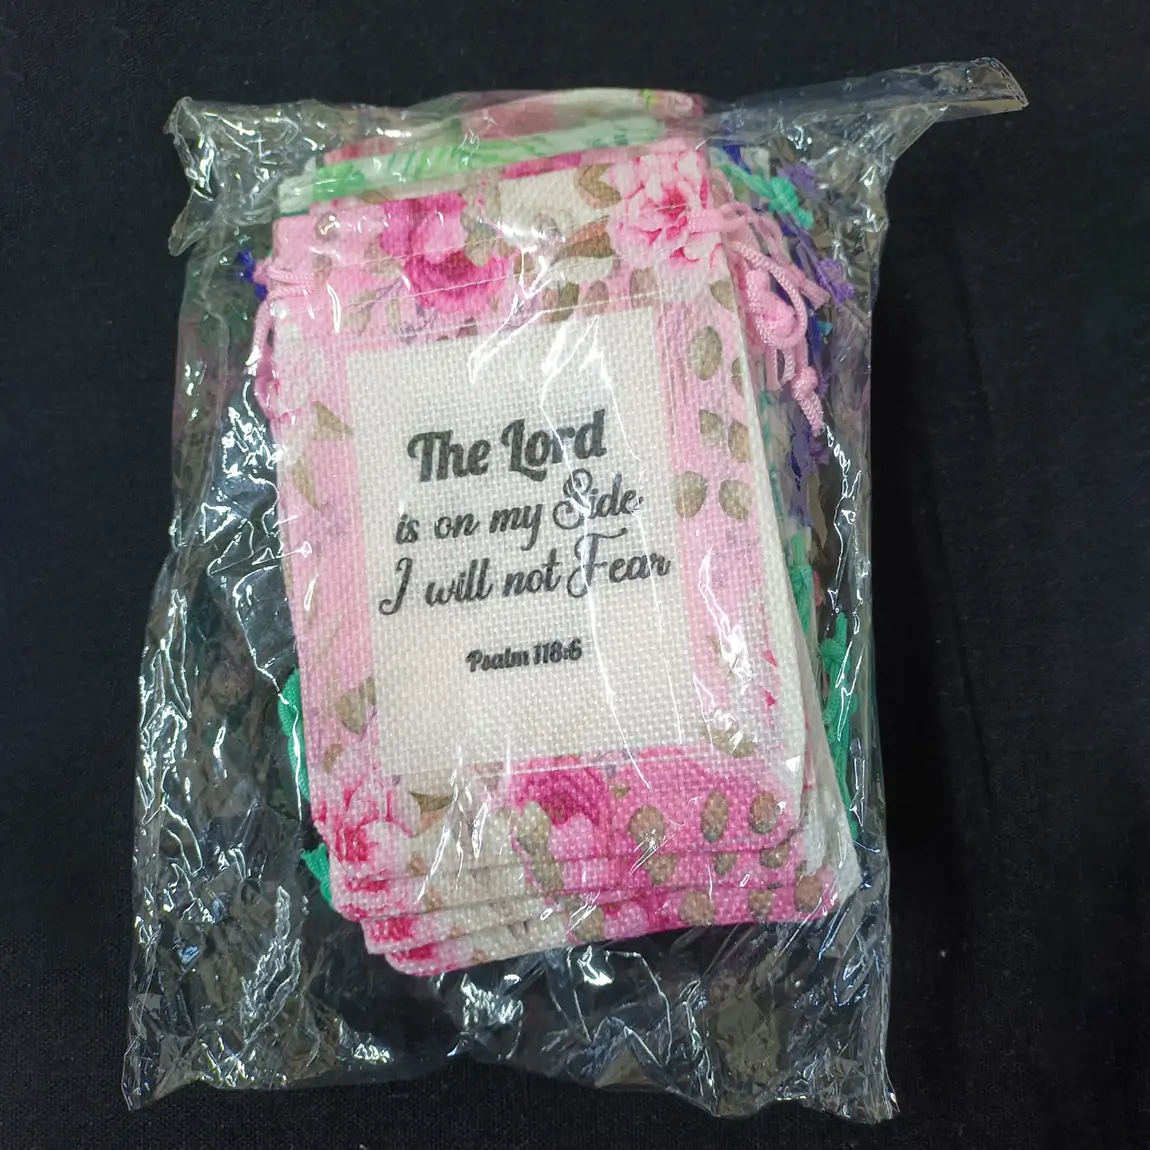 The Lord
is on my Side
I will not Fear
Psalm 118:6